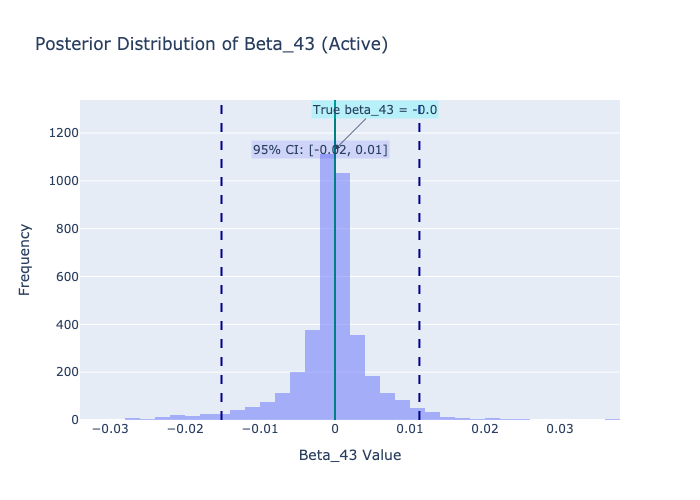 Posterior Distribution of Beta_43 (Active)
True beta_43 = -0.0
95% CI: [-0.02, 0.01]
1200
1000
800
600
400
200
0
Frequency
−0.03
−0.02
−0.01
0
0.01
0.02
0.03
Beta_43 Value